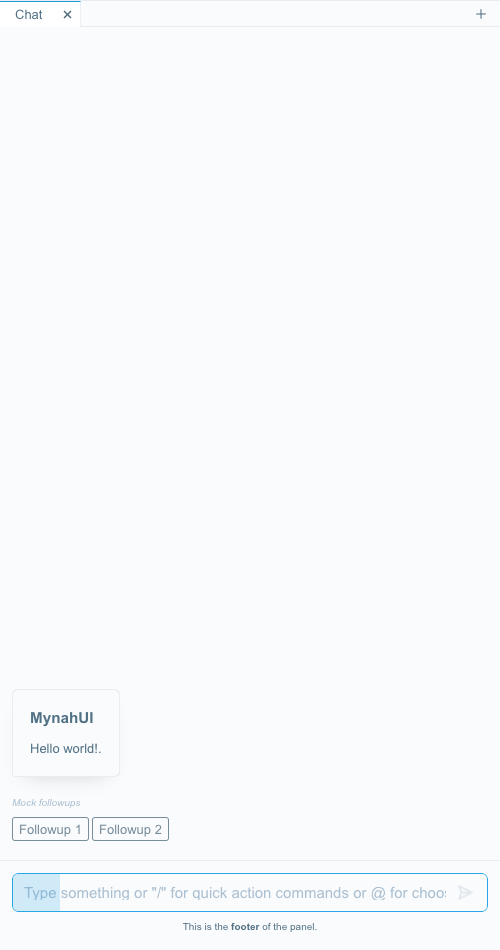 Chat
MynahUI
Hello world!.
Mock followups
Followup 1 Followup 2
Type something or "/" for quick action commands or @ for choo
This is the footer of the panel.